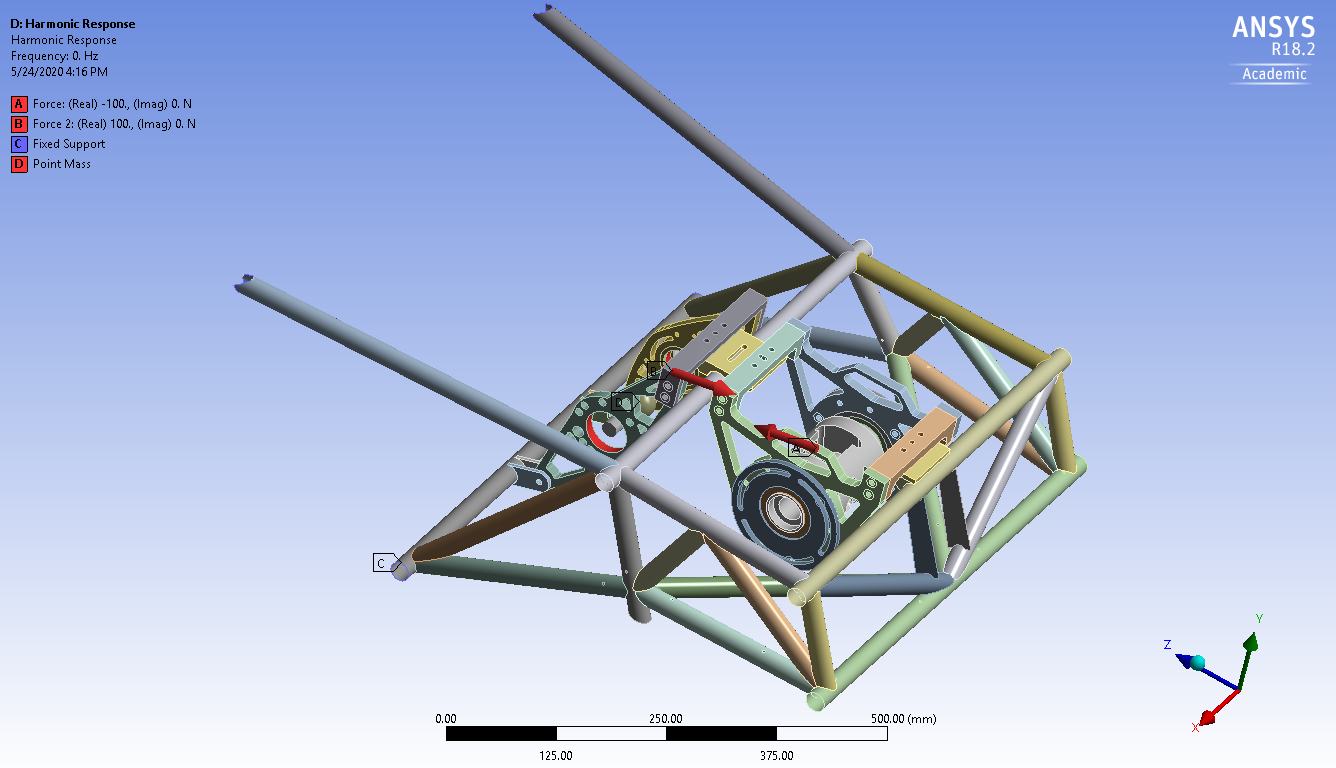 D: Harmonic Response
Harmonic Response
Frequency: 0. Hz
5/24/2020 4:16 PM
A Force: (Real) -100., (Imag) 0. N
B Force 2: (Real) 100., (Imag) 0. N
C Fixed Support
D Point Mass
ANSYS
R18.2
Academic
B
D
A
C
Y
Z
X
0.00 250.00 500.00 (mm)
125.00 375.00